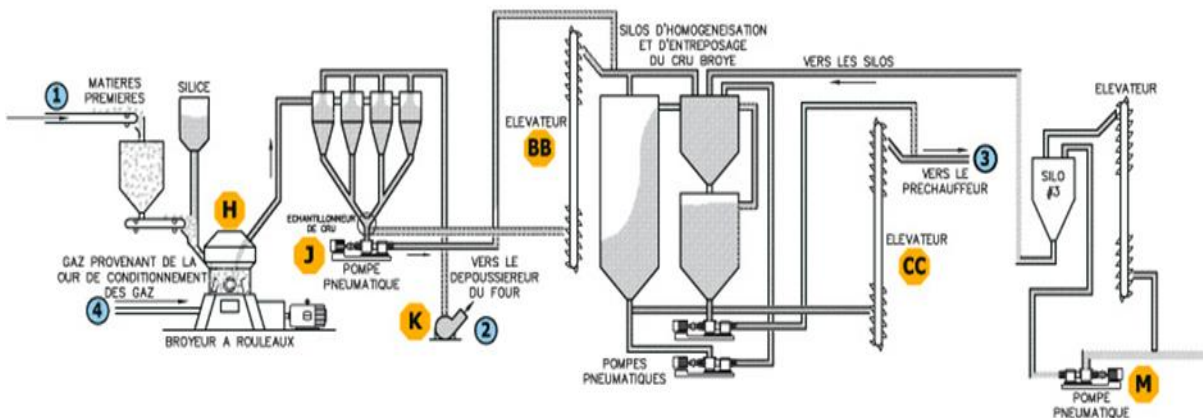 1
MATIERES
PREMIERES
SILICE
H
GAZ PROVENANT DE LA
OUR DE CONDITIONNEMENT
DES GAZ
4
BROYEUR A ROULEAUX
ECHANTILLONEUR
DE CRU
J
POMPE
PNEUMATIQUE
K
VERS LE
DEPOUSSIEREUR
DU FOUR
2
ELEVATEUR
BB
SILOS D'HOMOGENEISATION
ET D'ENTREPOSAGE
DU CRU BROYE
POMPES
PNEUMATIQUES
VERS LES SILOS
ELEVATEUR
CC
3
VERS LE
PRECHAUFFEUR
ELEVATEUR
SILO
#3
POMPE
PNEUMATIQUE
M